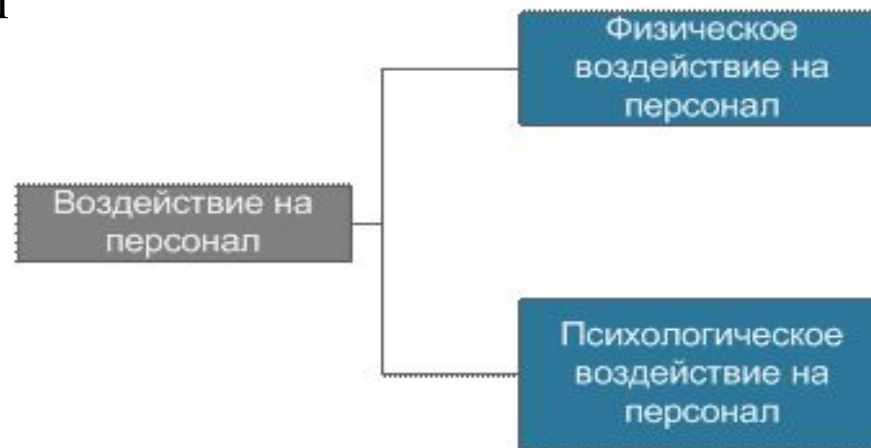 Физическое
воздействие на
персонал
Воздействие на
персонал
Психологическое
воздействие на
персонал